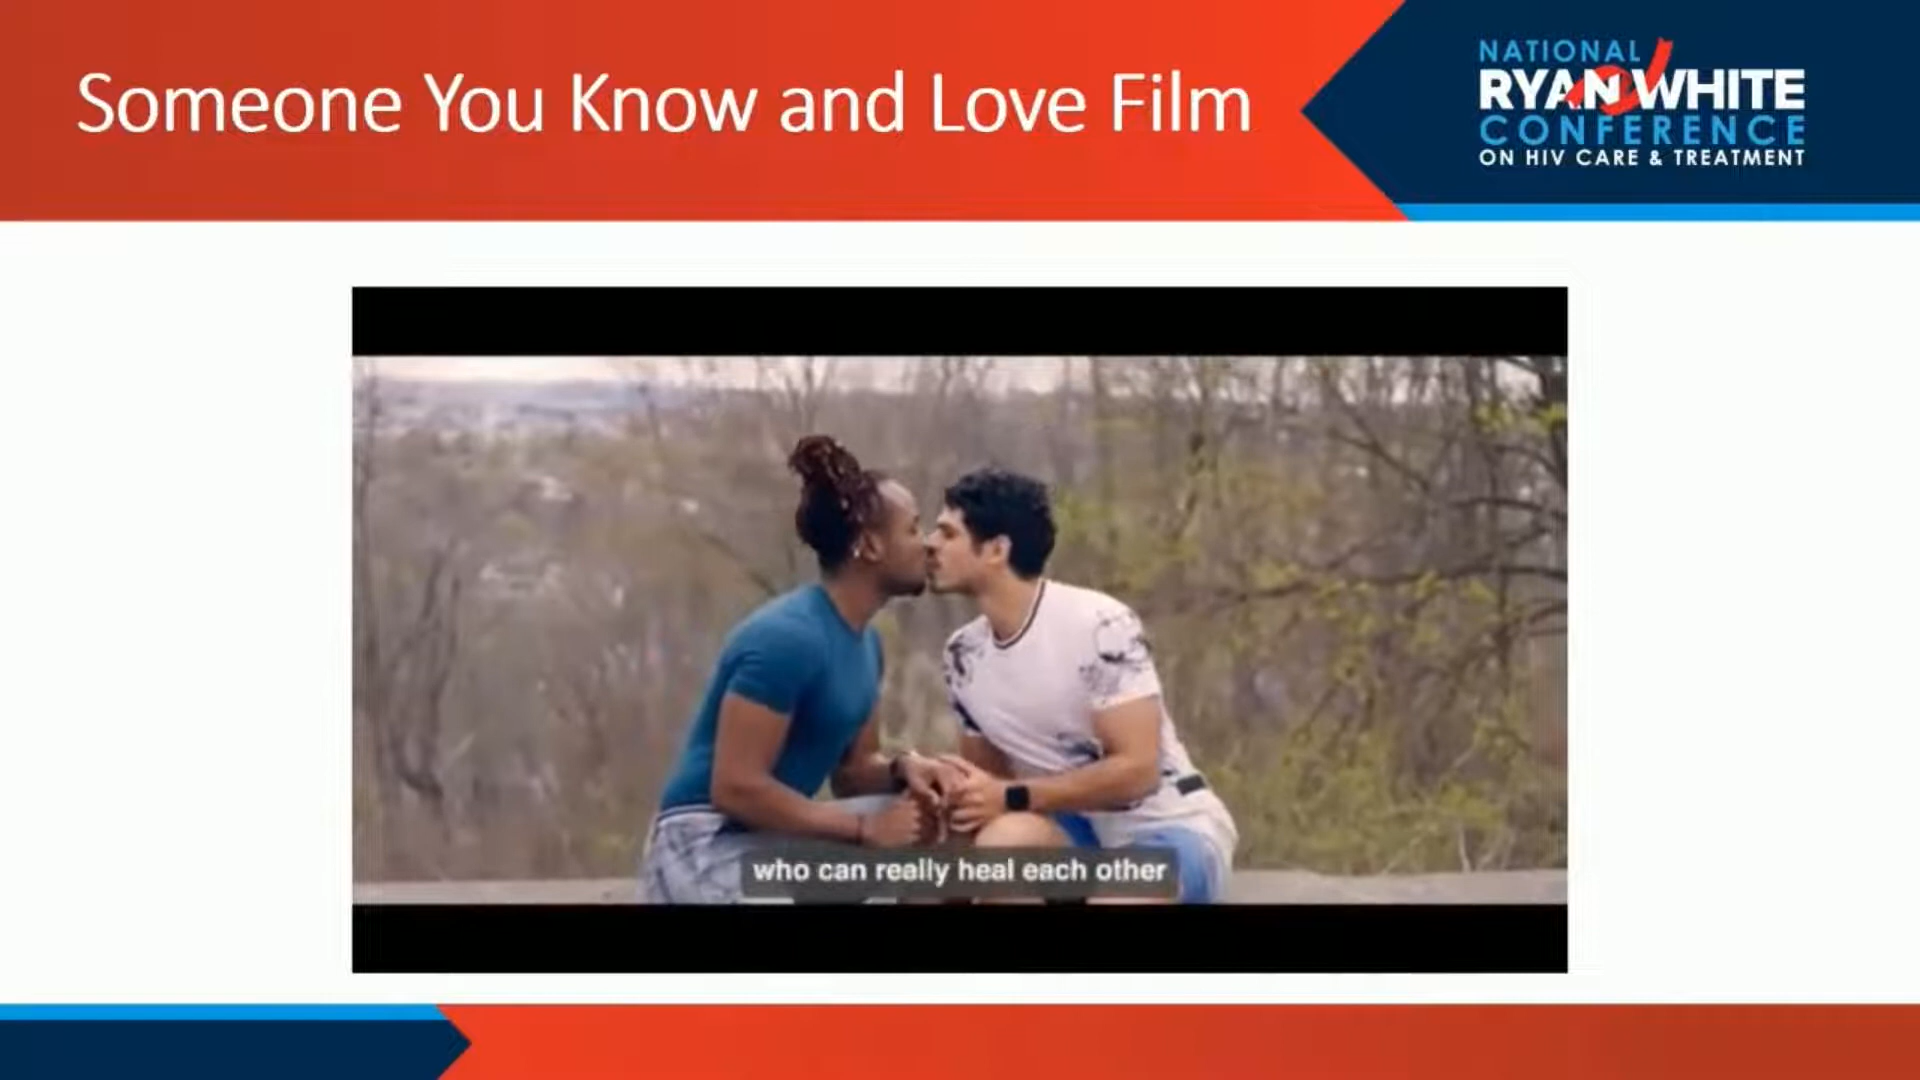 Someone You Know and Love Film
NATIONAL
RYAN WHITE
CONFERENCE
ON HIV CARE & TREATMENT
who can really heal each other